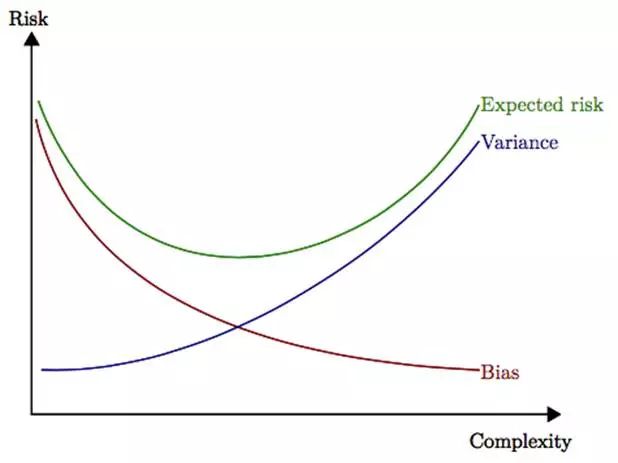 Risk
Expected risk
Variance
Bias
Complexity